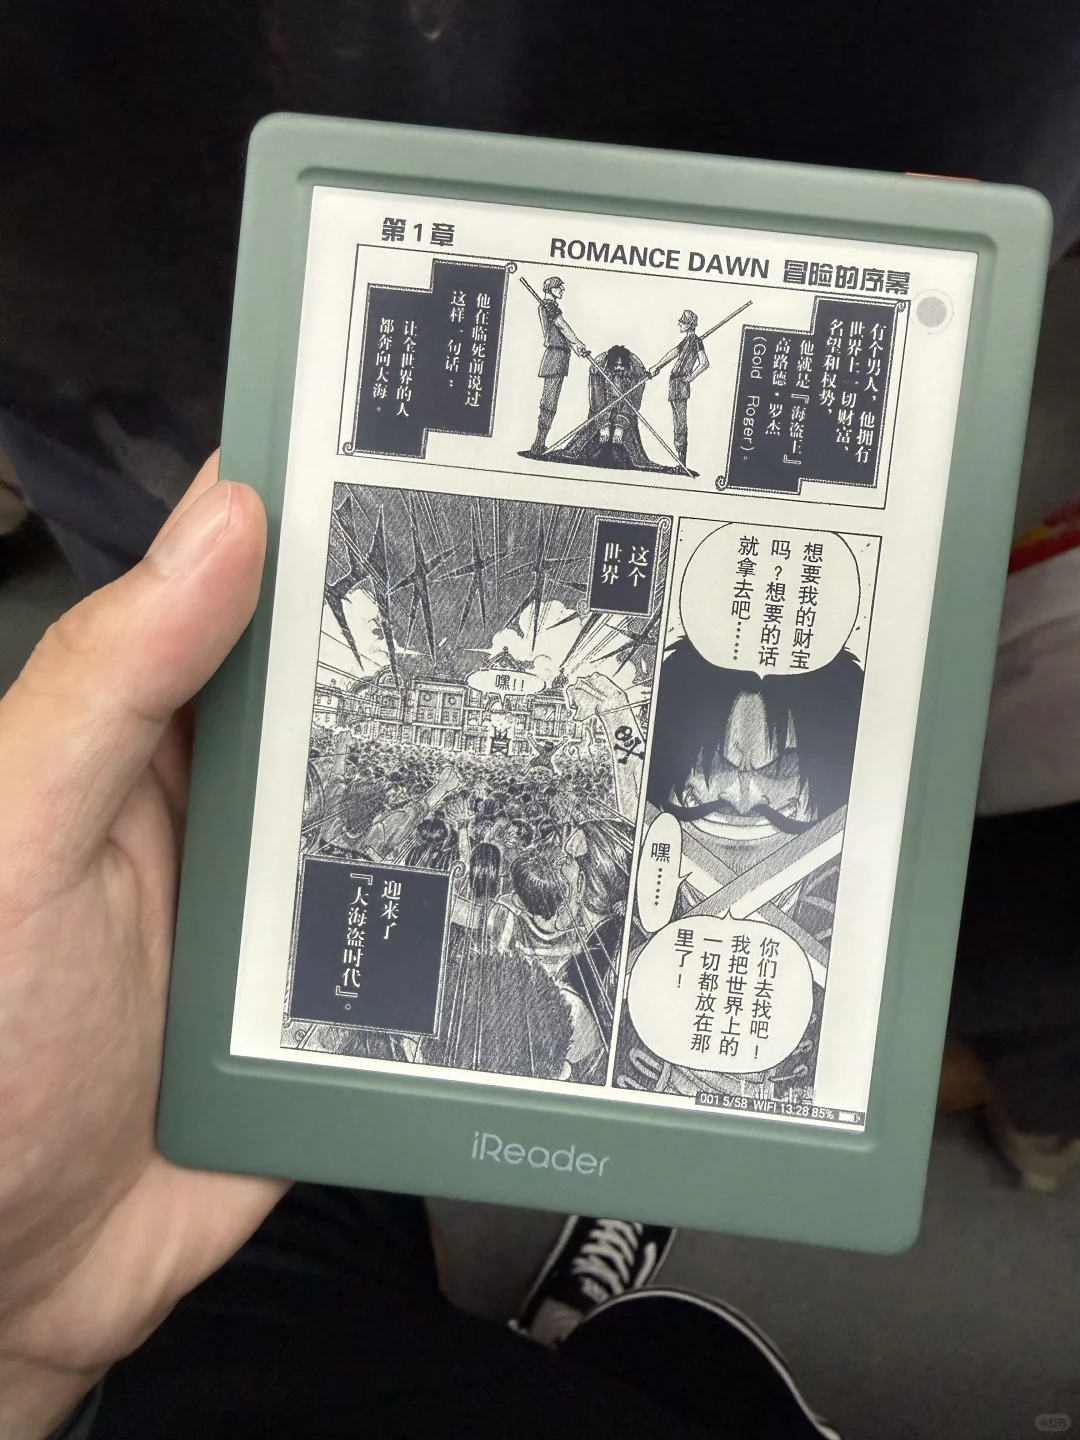 第1章
ROMANCE DAWN 冒险的序幕
有个男人，他拥有
世界上一切财富、
名望和权势，
他就是『海盗王』
高路德·罗杰
(Gold Roger)。
他在临死前说过
这样一句话：
让全世界的人
都奔向大海。
想要我的财宝
吗？想要的话
就拿去吧……
嘿……
你们去找吧！
我把世界上的
一切都放在那
里了！
这个
世界
嘿!!
迎来了
『大海盗时代』。
001 5/58 WiFi 13:28 85%
iReader
小红书